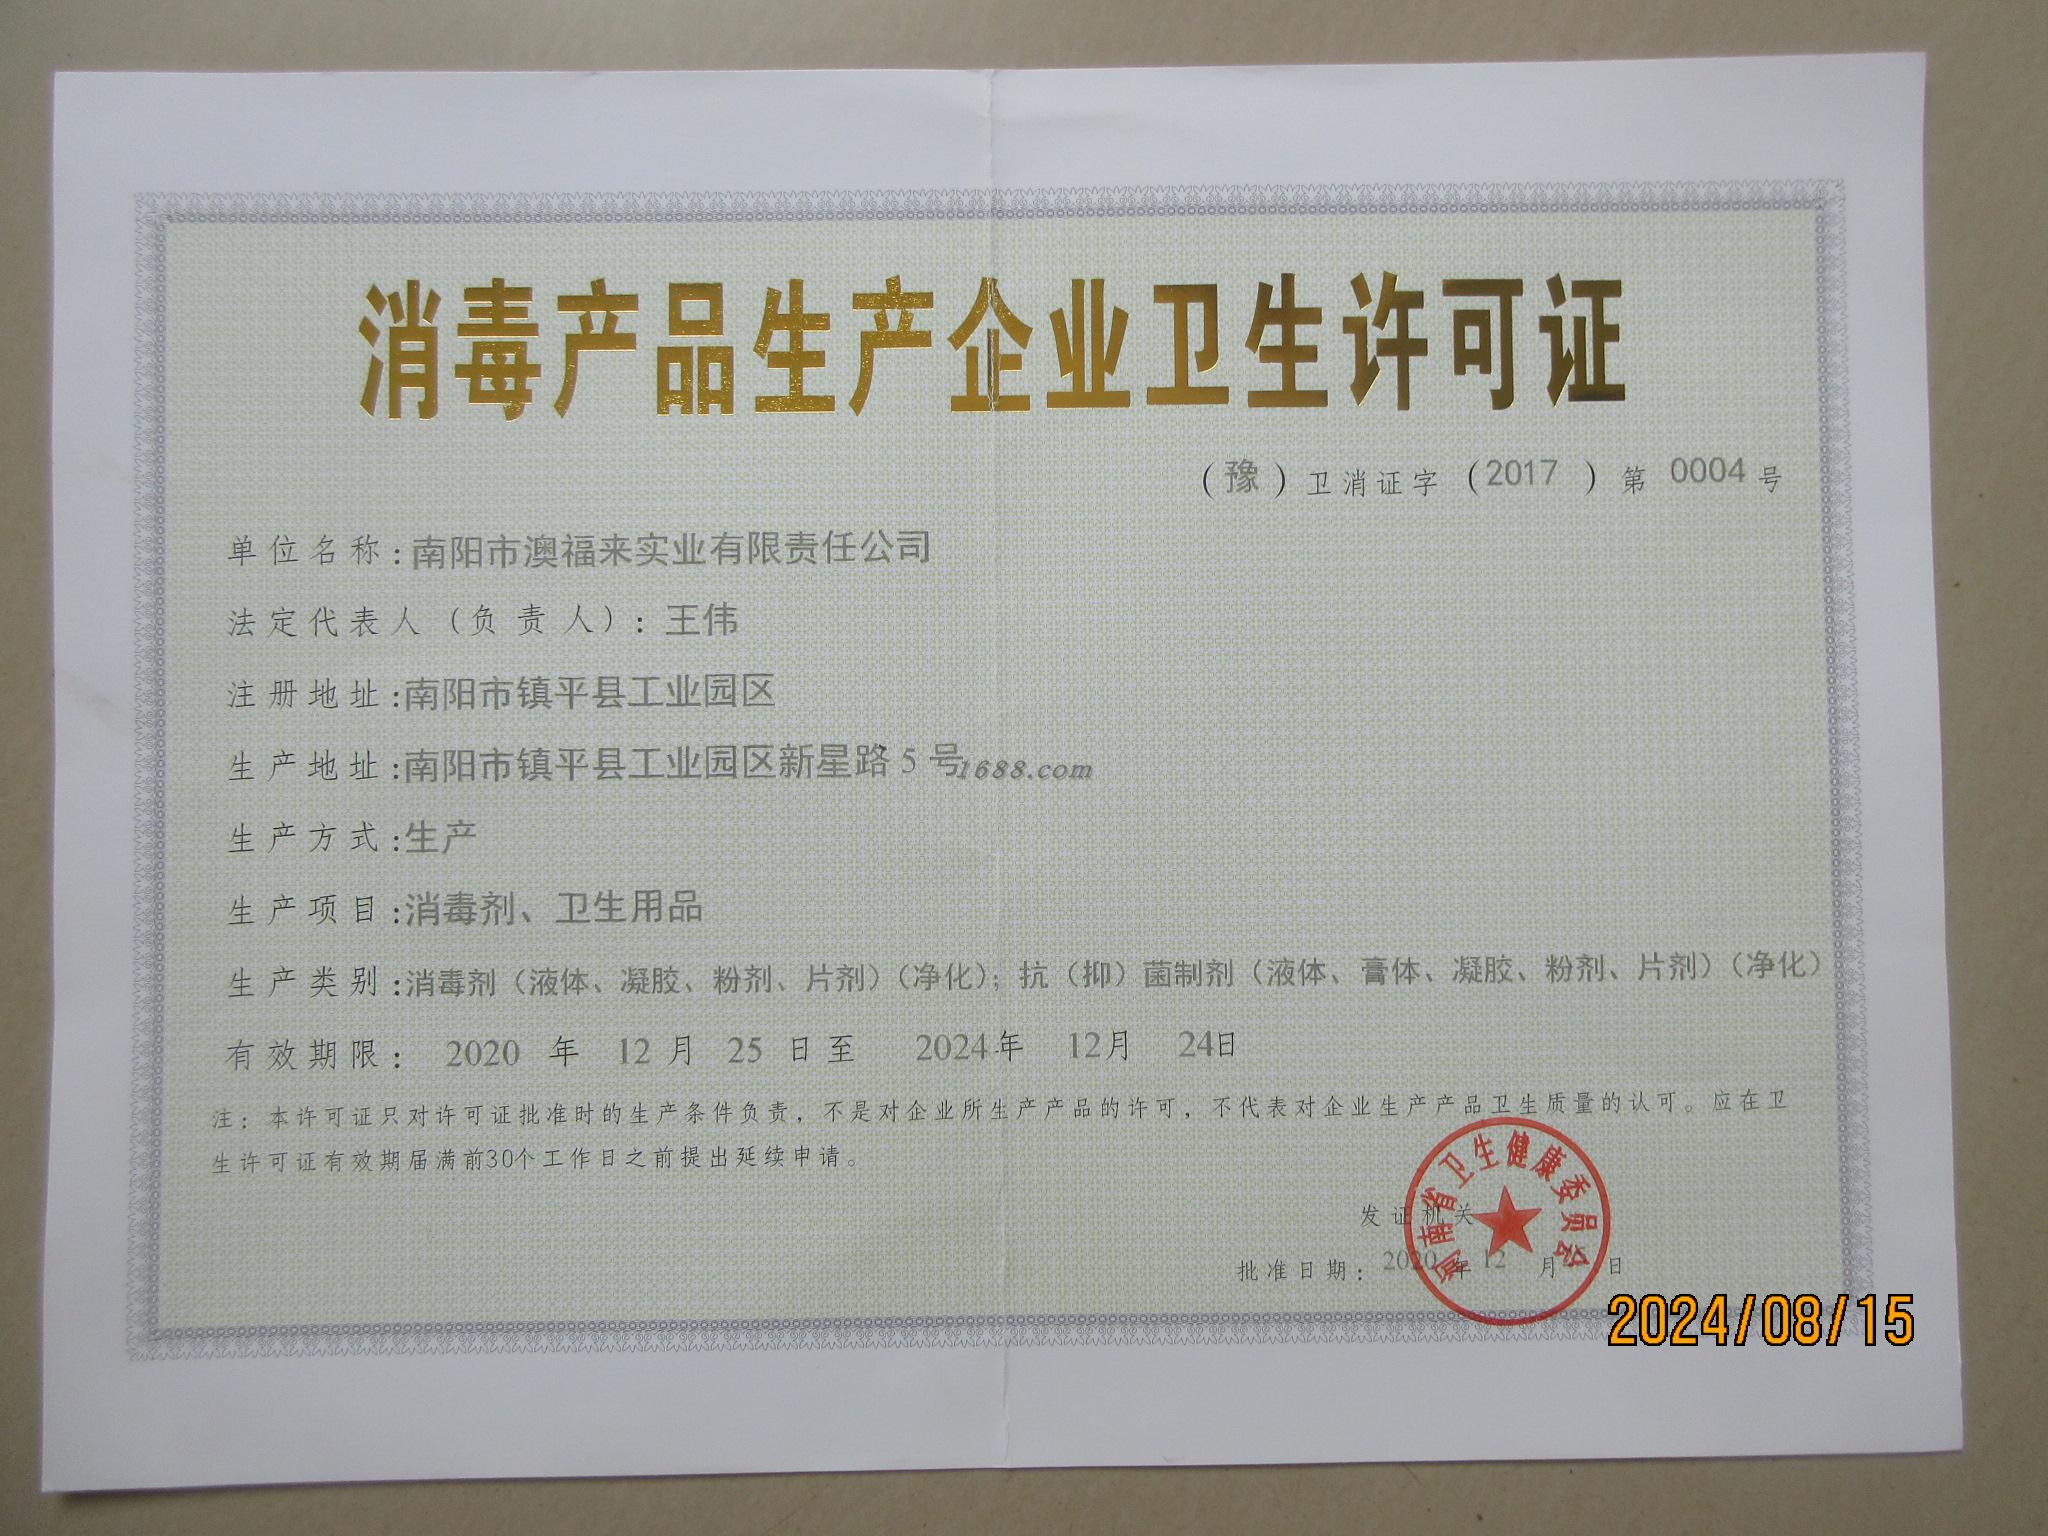 消毒产品生产企业卫生许可证
（豫）卫消证字（2017 ）第 0004 号
单位名称:南阳市澳福来实业有限责任公司
法定代表人（负责人）: 王伟
注册地址:南阳市镇平县工业园区
生产地址:南阳市镇平县工业园区新星路 5 号
1688.com
生产方式:生产
生产项目:消毒剂、卫生用品
生产类别:消毒剂（液体、凝胶、粉剂、片剂）（净化）；抗（抑）菌制剂（液体、膏体、凝胶、粉剂、片剂）（净化）
有效期限: 2020 年 12 月 25 日至 2024 年 12月 24日
注：本许可证只对许可证批准时的生产条件负责，不是对企业所生产产品的许可，不代表对企业生产产品卫生质量的认可。应在卫
生许可证有效期届满前30个工作日之前提出延续申请。
发证机关
河南省卫生健康委员会
批准日期: 2020 年 12 月 日
2024/08/15